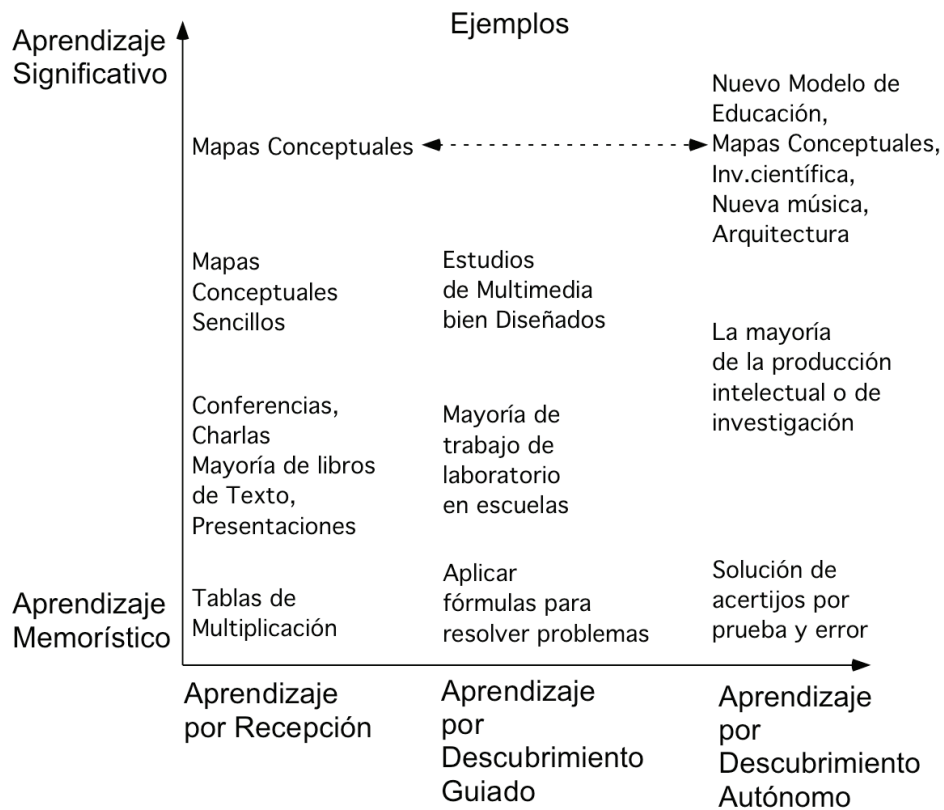 Ejemplos
Aprendizaje
Significativo
Mapas Conceptuales
Nuevo Modelo de
Educación,
Mapas Conceptuales,
Inv.científica,
Nueva música,
Arquitectura
Mapas
Conceptuales
Sencillos
Estudios
de Multimedia
bien Diseñados
La mayoría
de la producción
intelectual o de
investigación
Conferencias,
Charlas
Mayoría de libros
de Texto,
Presentaciones
Mayoría de
trabajo de
laboratorio
en escuelas
Aprendizaje
Memorístico
Tablas de
Multiplicación
Aplicar
fórmulas para
resolver problemas
Solución de
acertijos por
prueba y error
Aprendizaje
por Recepción
Aprendizaje
por
Descubrimiento
Guiado
Aprendizaje
por
Descubrimiento
Autónomo